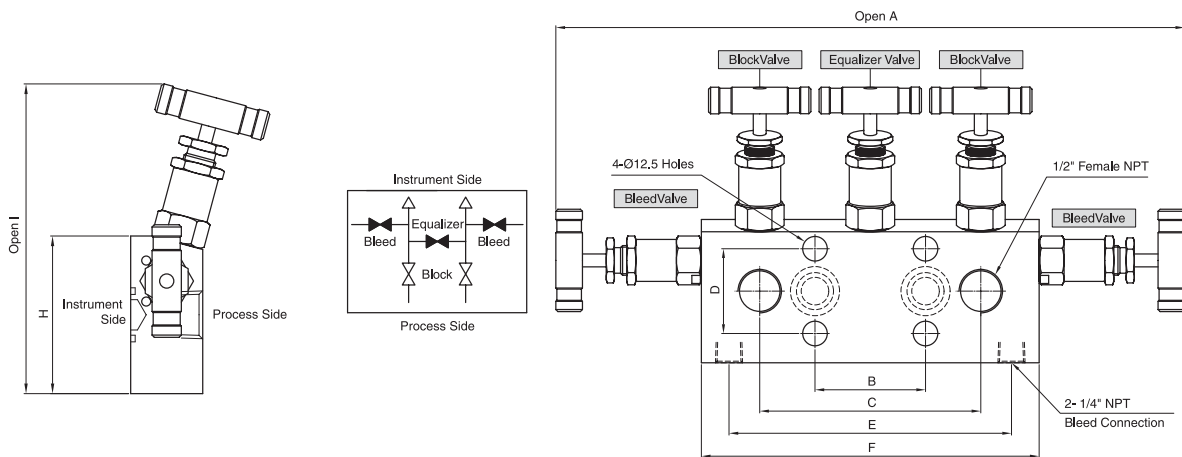 Open A
BlockValve
Equalizer Valve
BlockValve
4-Ø12.5 Holes
1/2" Female NPT
BleedValve
BleedValve
Open I
H
Instrument
Side
Process Side
Instrument Side
Equalizer
Bleed
Bleed
Block
Process Side
D
B
C
E
F
2- 1/4" NPT
Bleed Connection